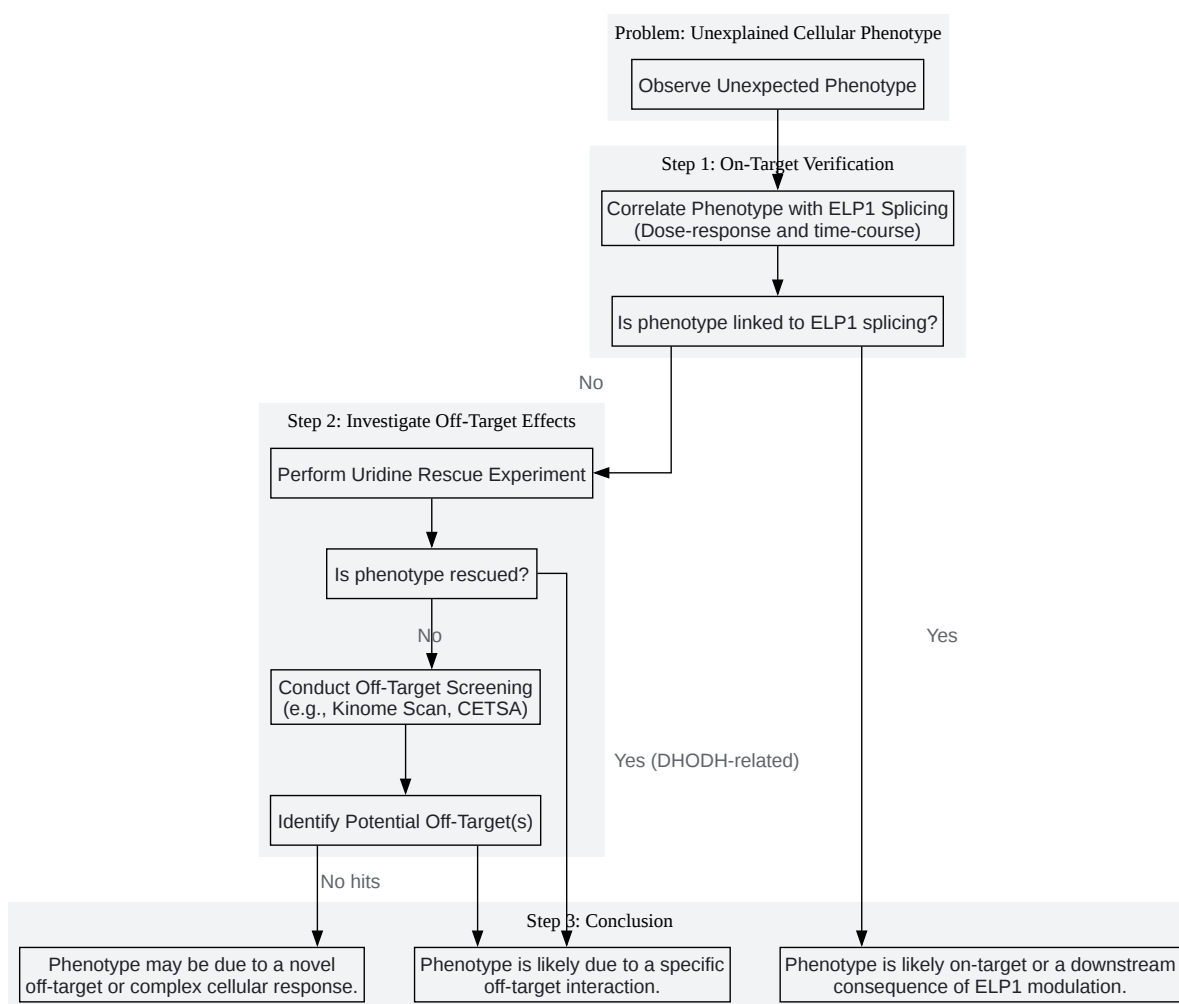 Problem: Unexplained Cellular Phenotype
Observe Unexpected Phenotype
Step 1: On-Target Verification
Correlate Phenotype with ELP1 Splicing
(Dose-response and time-course)
Is phenotype linked to ELP1 splicing?
No
Step 2: Investigate Off-Target Effects
Perform Uridine Rescue Experiment
Is phenotype rescued?
No
Yes
Conduct Off-Target Screening
(e.g., Kinome Scan, CETSA)
Yes (DHODH-related)
Identify Potential Off-Target(s)
No hits
Step 3: Conclusion
Phenotype may be due to a novel
off-target or complex cellular response.
Phenotype is likely due to a specific
off-target interaction.
Phenotype is likely on-target or a downstream
consequence of ELP1 modulation.